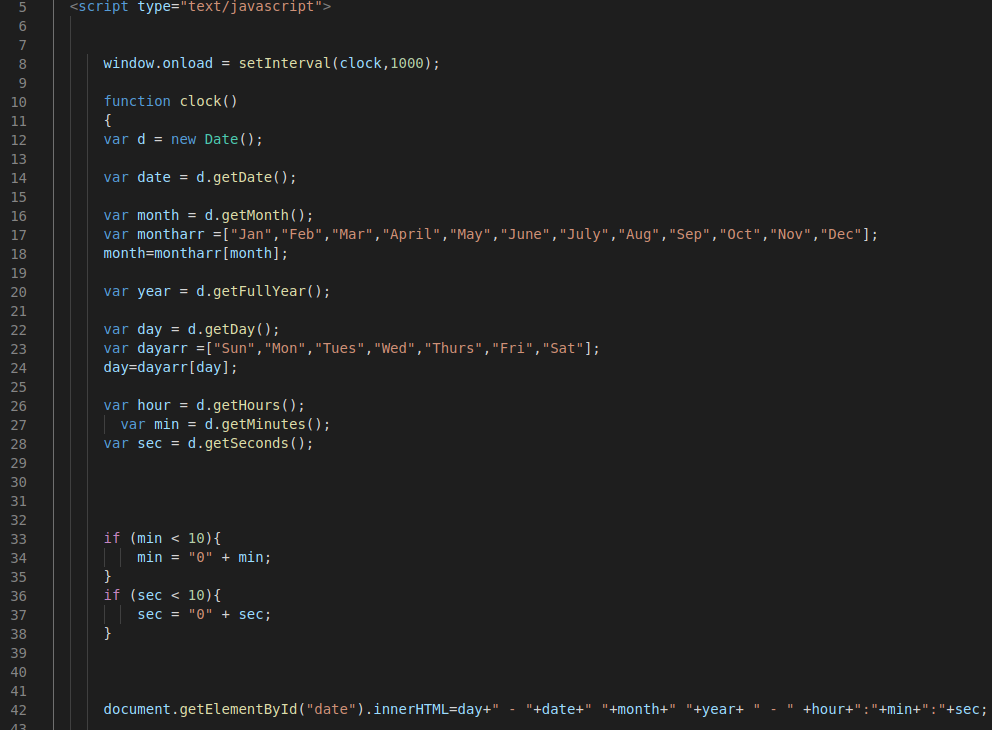 5 <script type="text/javascript">
6
7
8 window.onload = setInterval(clock,1000);
9
10 function clock()
11 {
12 var d = new Date();
13
14 var date = d.getDate();
15
16 var month = d.getMonth();
17 var montharr =["Jan","Feb","Mar","April","May","June","July","Aug","Sep","Oct","Nov","Dec"];
18 month=montharr[month];
19
20 var year = d.getFullYear();
21
22 var day = d.getDay();
23 var dayarr =["Sun","Mon","Tues","Wed","Thurs","Fri","Sat"];
24 day=dayarr[day];
25
26 var hour = d.getHours();
27 var min = d.getMinutes();
28 var sec = d.getSeconds();
29
30
31
32
33 if (min < 10){
34 min = "0" + min;
35 }
36 if (sec < 10){
37 sec = "0" + sec;
38 }
39
40
41
42 document.getElementById("date").innerHTML=day+" - "+date+" "+month+" "+year+ " - " +hour+":"+min+":"+sec;
43